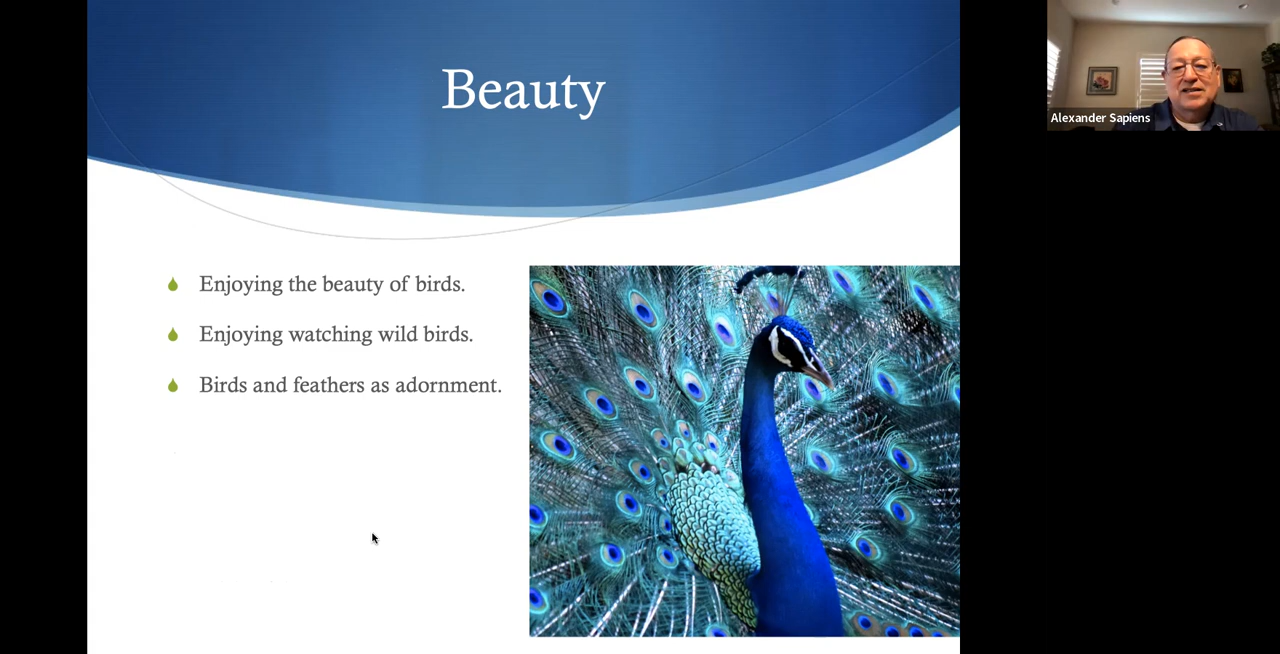 Beauty
Alexander Sapiens
Enjoying the beauty of birds.
Enjoying watching wild birds.
Birds and feathers as adornment.